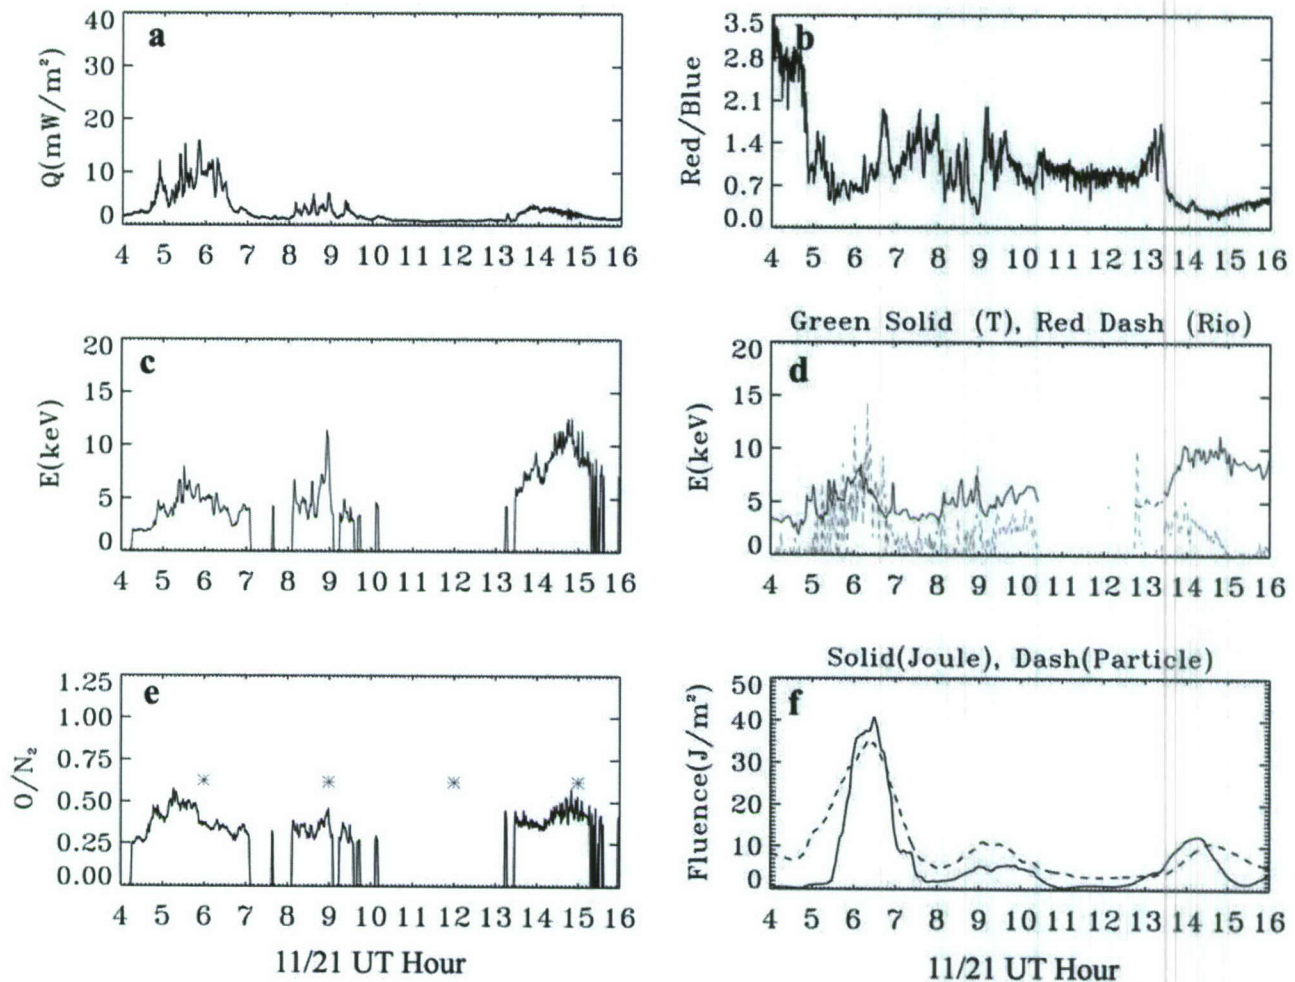 a
Q(mW/m²)
40
30
20
10
0
4 5 6 7 8 9 10 11 12 13 14 15 16
b
Red/Blue
3.5
2.8
2.1
1.4
0.7
0.0
4 5 6 7 8 9 10 11 12 13 14 15 16
c
E(keV)
20
15
10
5
0
4 5 6 7 8 9 10 11 12 13 14 15 16
Green Solid (T), Red Dash (Rio)
d
E(keV)
20
15
10
5
0
4 5 6 7 8 9 10 11 12 13 14 15 16
e
O/N₂
1.25
1.00
0.75
0.50
0.25
0.00
4 5 6 7 8 9 10 11 12 13 14 15 16
11/21 UT Hour
Solid(Joule), Dash(Particle)
f
Fluence(J/m²)
50
40
30
20
10
0
4 5 6 7 8 9 10 11 12 13 14 15 16
11/21 UT Hour